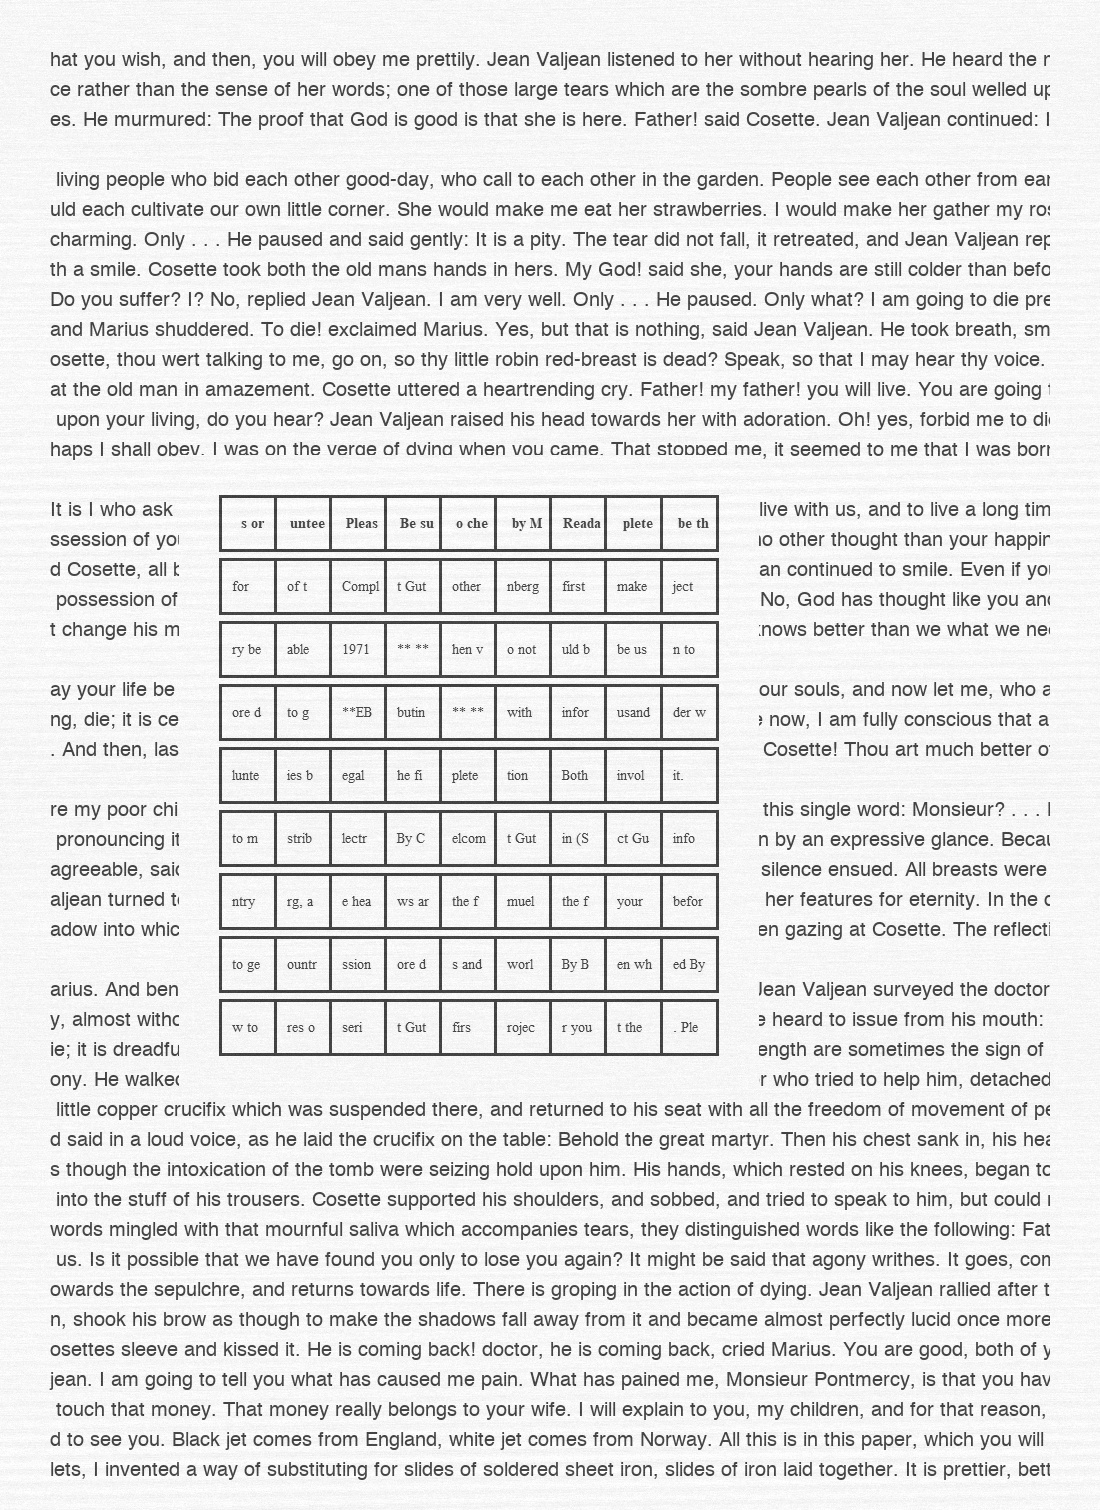 hat you wish, and then, you will obey me prettily. Jean Valjean listened to her without hearing her. He heard the
ce rather than the sense of her words; one of those large tears which are the sombre pearls of the soul welled up
es. He murmured: The proof that God is good is that she is here. Father! said Cosette. Jean Valjean continued:
living people who bid each other good-day, who call to each other in the garden. People see each other from ear
uld each cultivate our own little corner. She would make me eat her strawberries. I would make her gather my ros
charming. Only . . . He paused and said gently: It is a pity. The tear did not fall, it retreated, and Jean Valjean rep
th a smile. Cosette took both the old mans hands in hers. My God! said she, your hands are still colder than befo
Do you suffer? I? No, replied Jean Valjean. I am very well. Only . . . He paused. Only what? I am going to die pre
and Marius shuddered. To die! exclaimed Marius. Yes, but that is nothing, said Jean Valjean. He took breath, sm
osette, thou wert talking to me, go on, so thy little robin red-breast is dead? Speak, so that I may hear thy voice.
at the old man in amazement. Cosette uttered a heartrending cry. Father! my father! you will live. You are going
upon your living, do you hear? Jean Valjean raised his head towards her with adoration. Oh! yes, forbid me to die
haps I shall obey. I was on the verge of dying when you came. That stopped me, it seemed to me that I was born
It is I who ask
ssession of you
d Cosette, all b
possession of
t change his m
ay your life be
ng, die; it is ce
. And then, las
re my poor chi
pronouncing it
agreeable, said
aljean turned to
adow into whic
arius. And ben
y, almost witho
ie; it is dreadfu
ony. He walked
s or untee Pleas Be su o che by M Reada plete be th
for of t Compl t Gut other nberg first make ject
ry be able 1971 ** ** hen v o not uld b be us n to
ore d to g **EB butin ** ** with infor usand der w
lunte ies b egal he fi plete tion Both invol it.
to m strib lectr By C elcom t Gut in (S ct Gu info
ntry rg, a e hea ws ar the f muel the f your befor
to ge ountr ssion ore d s and worl By B en wh ed By
w to res o seri t Gut firs rojec r you t the . Ple
live with us, and to live a long tim
no other thought than your happin
an continued to smile. Even if you
No, God has thought like you and
knows better than we what we nee
our souls, and now let me, who a
e now, I am fully conscious that a
Cosette! Thou art much better of
this single word: Monsieur? . . .
n by an expressive glance. Becau
silence ensued. All breasts were
her features for eternity. In the
en gazing at Cosette. The reflecti
Jean Valjean surveyed the doctor
e heard to issue from his mouth:
ength are sometimes the sign of
r who tried to help him, detached
little copper crucifix which was suspended there, and returned to his seat with all the freedom of movement of pe
d said in a loud voice, as he laid the crucifix on the table: Behold the great martyr. Then his chest sank in, his hea
s though the intoxication of the tomb were seizing hold upon him. His hands, which rested on his knees, began to
into the stuff of his trousers. Cosette supported his shoulders, and sobbed, and tried to speak to him, but could
words mingled with that mournful saliva which accompanies tears, they distinguished words like the following: Fat
us. Is it possible that we have found you only to lose you again? It might be said that agony writhes. It goes, com
owards the sepulchre, and returns towards life. There is groping in the action of dying. Jean Valjean rallied after t
n, shook his brow as though to make the shadows fall away from it and became almost perfectly lucid once more
osettes sleeve and kissed it. He is coming back! doctor, he is coming back, cried Marius. You are good, both of y
jean. I am going to tell you what has caused me pain. What has pained me, Monsieur Pontmercy, is that you hav
touch that money. That money really belongs to your wife. I will explain to you, my children, and for that reason,
d to see you. Black jet comes from England, white jet comes from Norway. All this is in this paper, which you will
lets, I invented a way of substituting for slides of soldered sheet iron, slides of iron laid together. It is prettier, bett